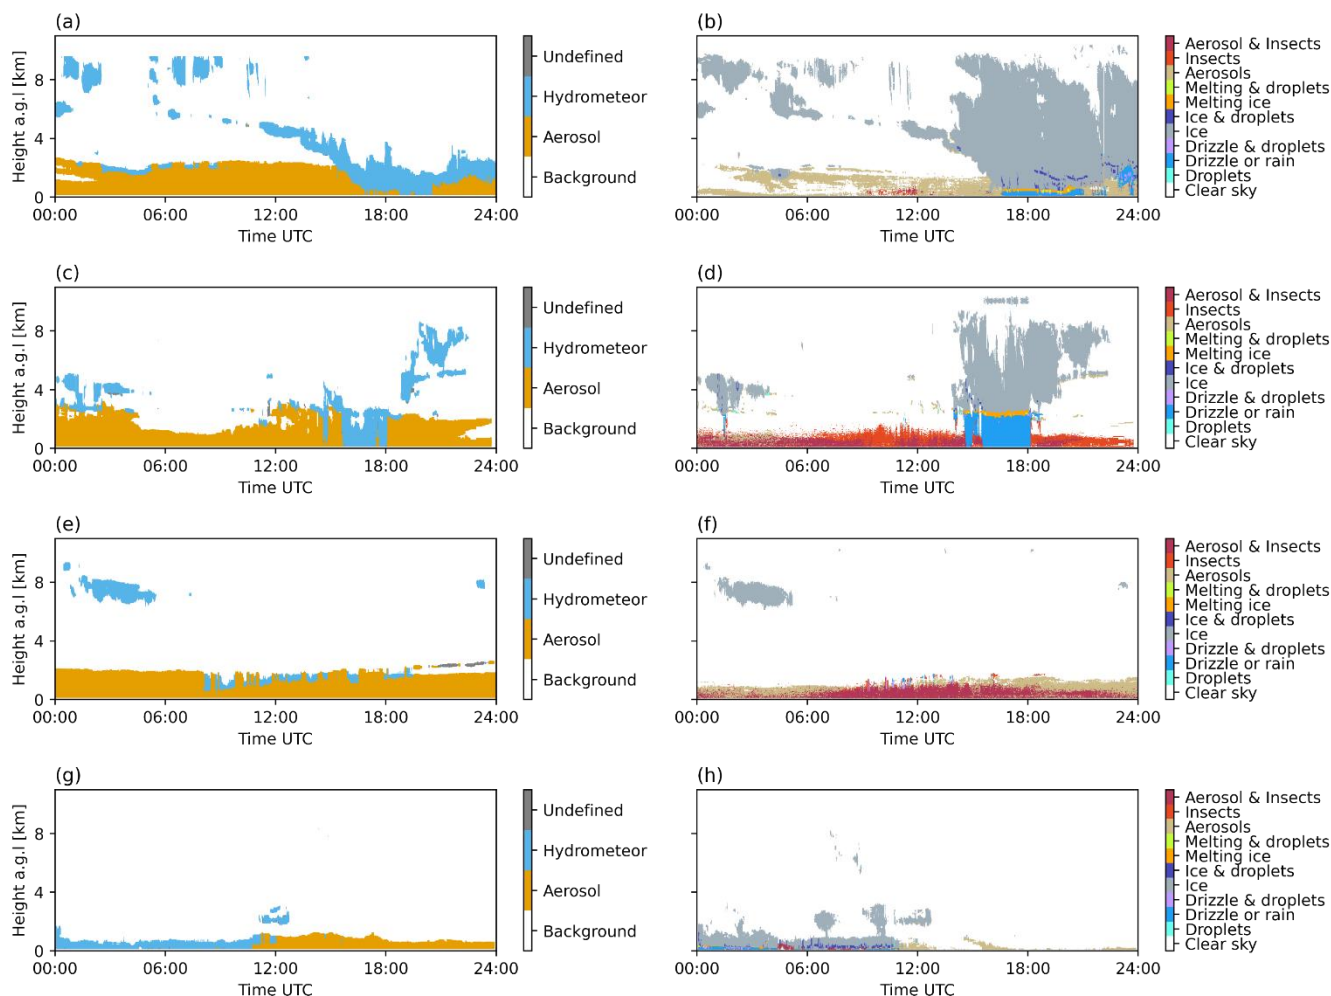 (a)
Height a.g.l [km]
8
4
0
00:00 06:00 12:00 18:00 24:00
Time UTC
Undefined
Hydrometeor
Aerosol
Background
(b)
00:00 06:00 12:00 18:00 24:00
Time UTC
Aerosol & Insects
Insects
Aerosols
Melting & droplets
Melting ice
Ice & droplets
Ice
Drizzle & droplets
Drizzle or rain
Droplets
Clear sky
(c)
Height a.g.l [km]
8
4
0
00:00 06:00 12:00 18:00 24:00
Time UTC
Undefined
Hydrometeor
Aerosol
Background
(d)
00:00 06:00 12:00 18:00 24:00
Time UTC
Aerosol & Insects
Insects
Aerosols
Melting & droplets
Melting ice
Ice & droplets
Ice
Drizzle & droplets
Drizzle or rain
Droplets
Clear sky
(e)
Height a.g.l [km]
8
4
0
00:00 06:00 12:00 18:00 24:00
Time UTC
Undefined
Hydrometeor
Aerosol
Background
(f)
00:00 06:00 12:00 18:00 24:00
Time UTC
Aerosol & Insects
Insects
Aerosols
Melting & droplets
Melting ice
Ice & droplets
Ice
Drizzle & droplets
Drizzle or rain
Droplets
Clear sky
(g)
Height a.g.l [km]
8
4
0
00:00 06:00 12:00 18:00 24:00
Time UTC
Undefined
Hydrometeor
Aerosol
Background
(h)
00:00 06:00 12:00 18:00 24:00
Time UTC
Aerosol & Insects
Insects
Aerosols
Melting & droplets
Melting ice
Ice & droplets
Ice
Drizzle & droplets
Drizzle or rain
Droplets
Clear sky